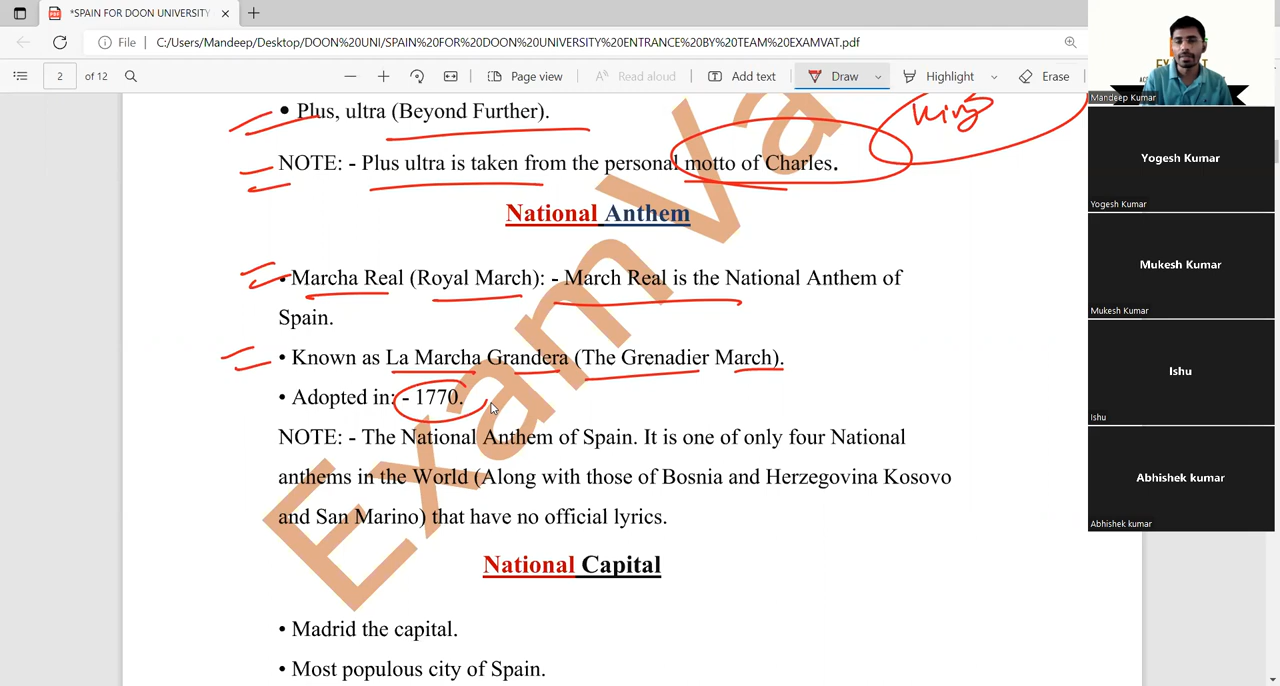 *SPAIN FOR DOON UNIVERSITY
File C:/Users/Mandeep/Desktop/DOON%20UNI/SPAIN%20FOR%20DOON%20UNIVERSITY%20ENTRANCE%20BY%20TEAM%20EXAMVAT.pdf
2 of 12 Page view Read aloud Add text Draw Highlight Erase
• Plus, ultra (Beyond Further).
King
NOTE: - Plus ultra is taken from the personal motto of Charles.
National Anthem
• Marcha Real (Royal March): - March Real is the National Anthem of
Spain.
• Known as La Marcha Grandera (The Grenadier March).
• Adopted in: - 1770.
NOTE: - The National Anthem of Spain. It is one of only four National
anthems in the World (Along with those of Bosnia and Herzegovina Kosovo
and San Marino) that have no official lyrics.
National Capital
• Madrid the capital.
• Most populous city of Spain.
ExamVa
Mandeep Kumar
Yogesh Kumar
Yogesh Kumar
Mukesh Kumar
Mukesh Kumar
Ishu
Ishu
Abhishek kumar
Abhishek kumar